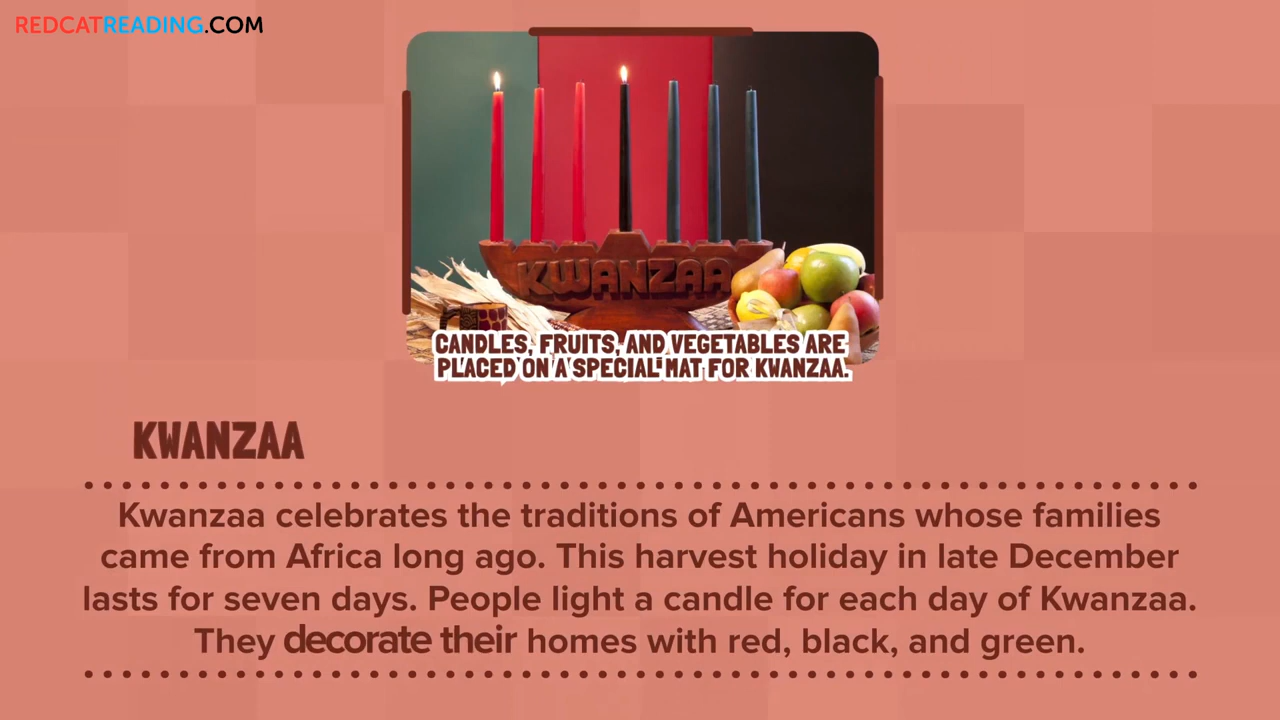 REDCATREADING.COM
KWANZAA
CANDLES, FRUITS, AND VEGETABLES ARE
PLACED ON A SPECIAL MAT FOR KWANZAA.
KWANZAA
Kwanzaa celebrates the traditions of Americans whose families
came from Africa long ago. This harvest holiday in late December
lasts for seven days. People light a candle for each day of Kwanzaa.
They decorate their homes with red, black, and green.